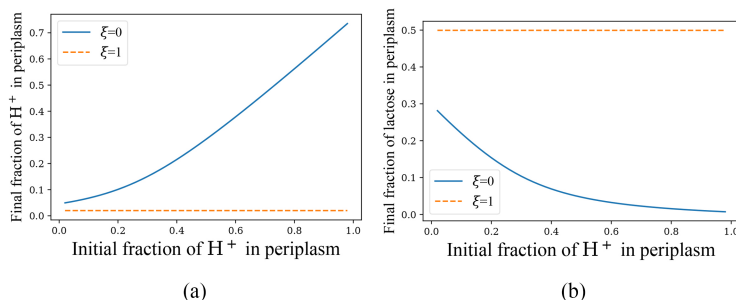 Final fraction of H⁺ in periplasm
0.7
0.6
0.5
0.4
0.3
0.2
0.1
0.0
ξ=0
ξ=1
0.0 0.2 0.4 0.6 0.8 1.0
Initial fraction of H⁺ in periplasm
(a)
Final fraction of lactose in periplasm
0.5
0.4
0.3
0.2
0.1
0.0
ξ=0
ξ=1
0.0 0.2 0.4 0.6 0.8 1.0
Initial fraction of H⁺ in periplasm
(b)